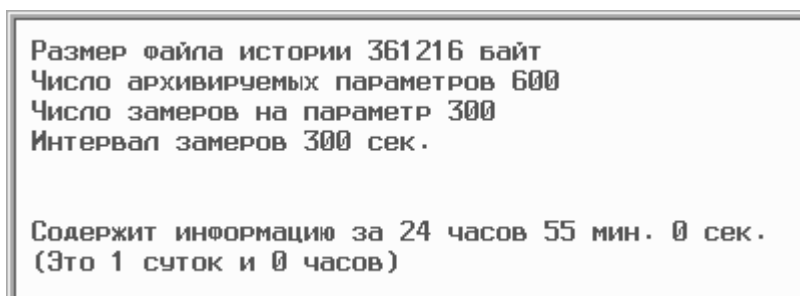 Размер файла истории 361216 байт
Число архивируемых параметров 600
Число замеров на параметр 300
Интервал замеров 300 сек.
Содержит информацию за 24 часов 55 мин. 0 сек.
(Это 1 суток и 0 часов)